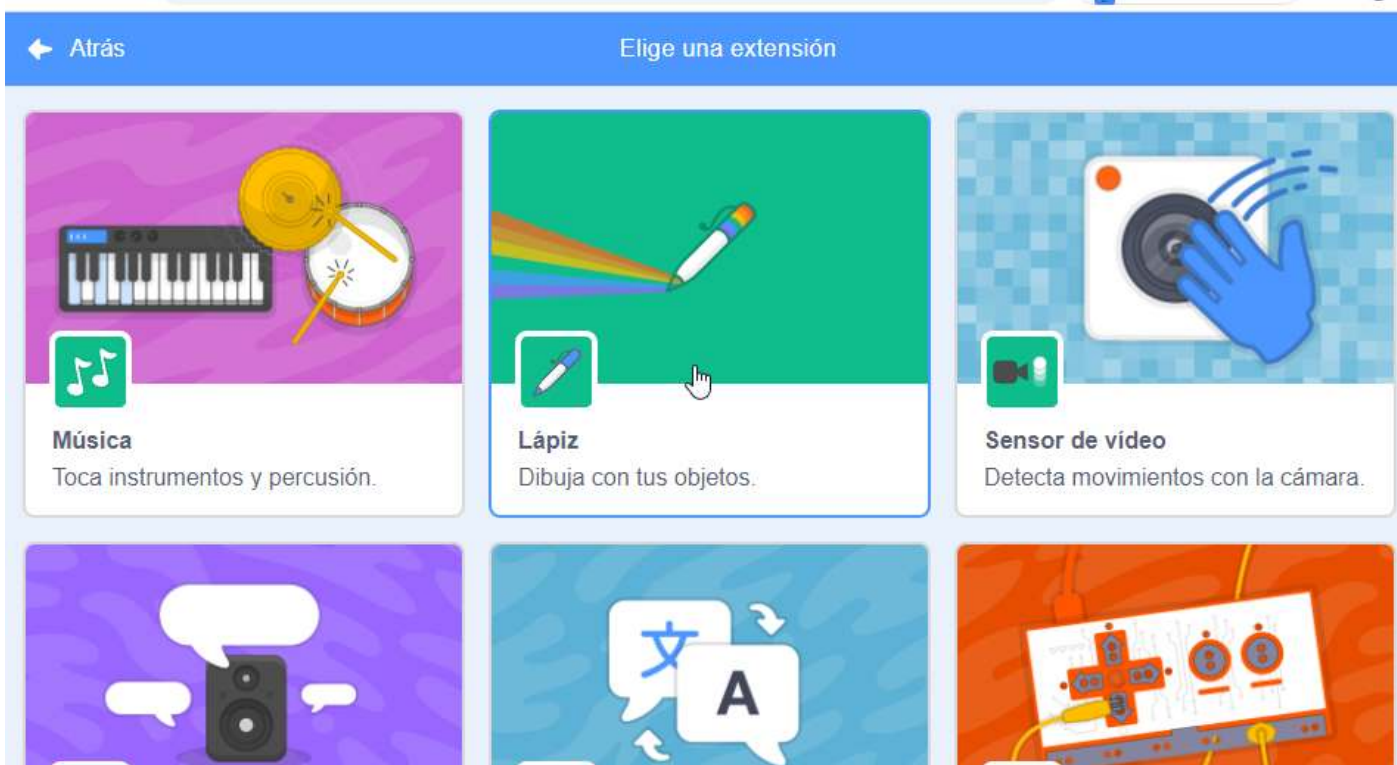 Atrás
Elige una extensión
Música
Toca instrumentos y percusión.
Lápiz
Dibuja con tus objetos.
Sensor de vídeo
Detecta movimientos con la cámara.
文
A